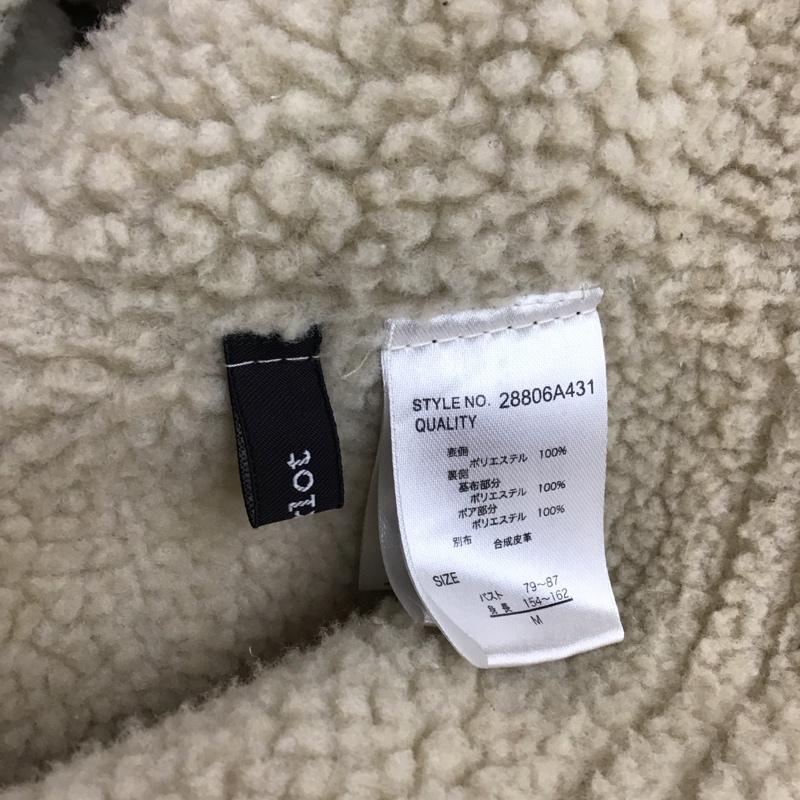 rlot
STYLE NO. 28806A431
QUALITY
表側
ポリエステル 100%
裏側
基布部分
ポリエステル 100%
ボア部分
ポリエステル 100%
別布 合成皮革
SIZE
バスト 79~87
身長 154~162
M